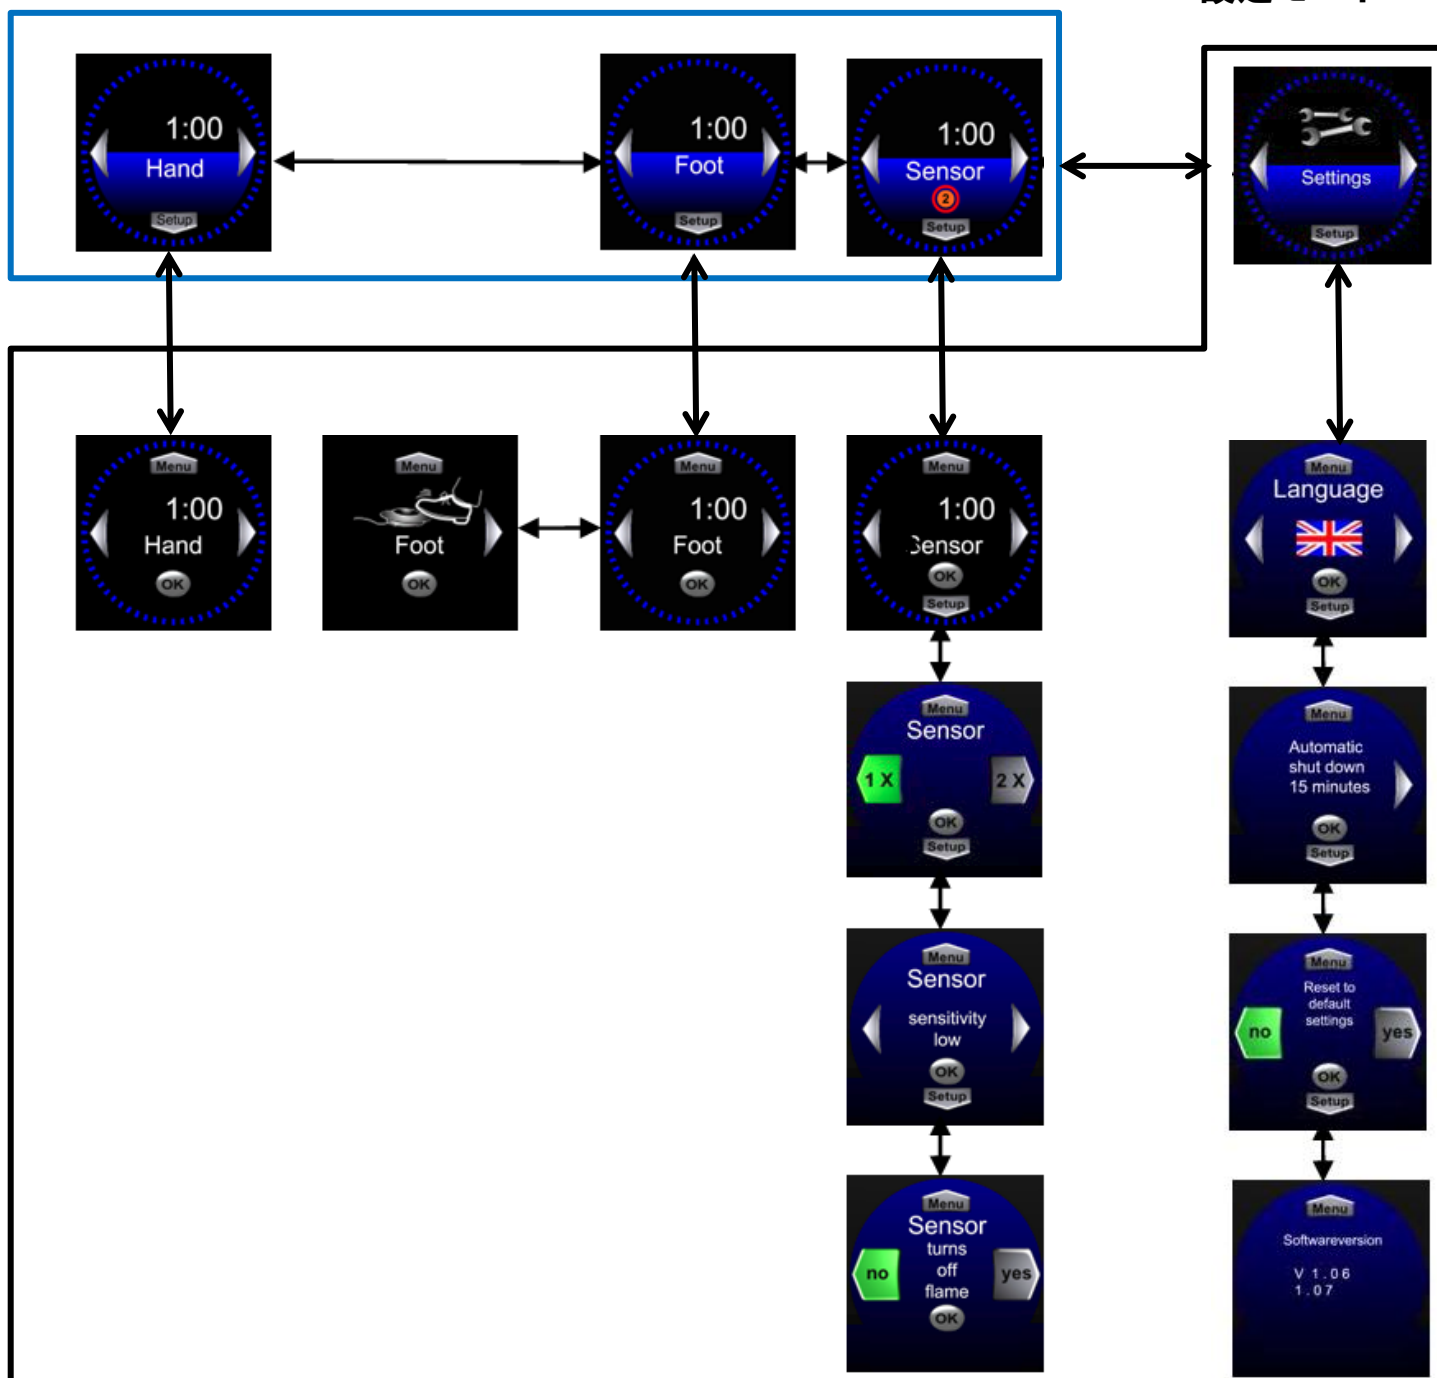 1:00
Hand
Setup
1:00
Foot
Setup
1:00
Sensor
2
Setup
Settings
Setup
Menu
1:00
Hand
OK
Menu
Foot
OK
Menu
1:00
Foot
OK
Menu
1:00
Sensor
OK
Setup
Menu
Language
OK
Setup
Menu
Sensor
1 X
2 X
OK
Setup
Menu
Automatic
shut down
15 minutes
OK
Setup
Menu
Sensor
sensitivity
low
OK
Setup
Menu
Reset to
default
settings
no
yes
OK
Setup
Menu
Sensor
turns
off
flame
no
yes
OK
Menu
Softwareversion
V 1.06
1.07